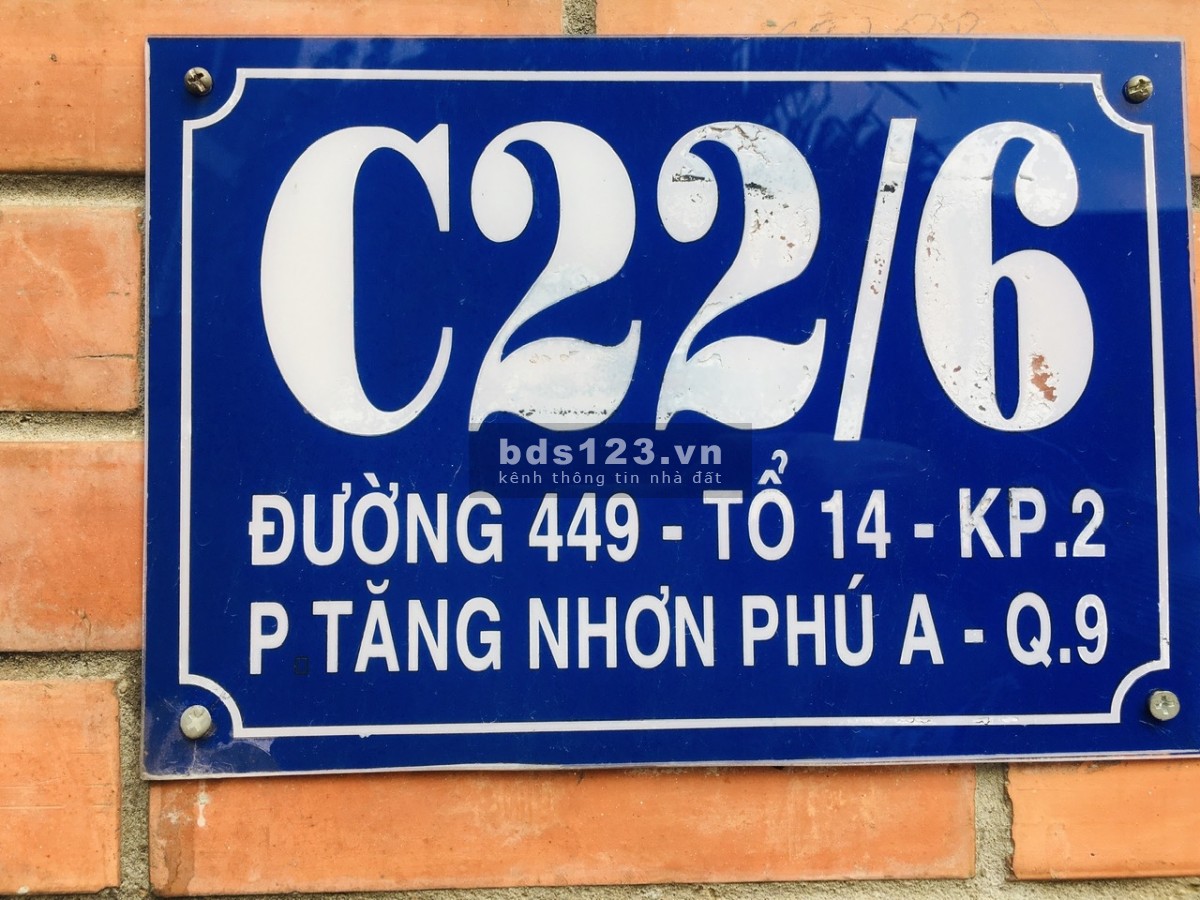 C22/6
bds123.vn
kênh thông tin nhà đất
ĐƯỜNG 449 - TỔ 14 - KP.2
P TĂNG NHƠN PHÚ A - Q.9